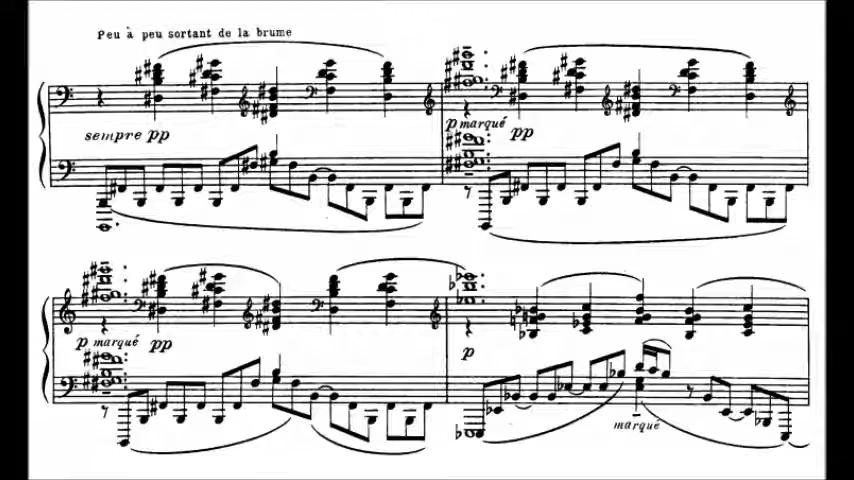 Peu à peu sortant de la brume
sempre pp
p marqué pp
p marqué pp
p
marqué